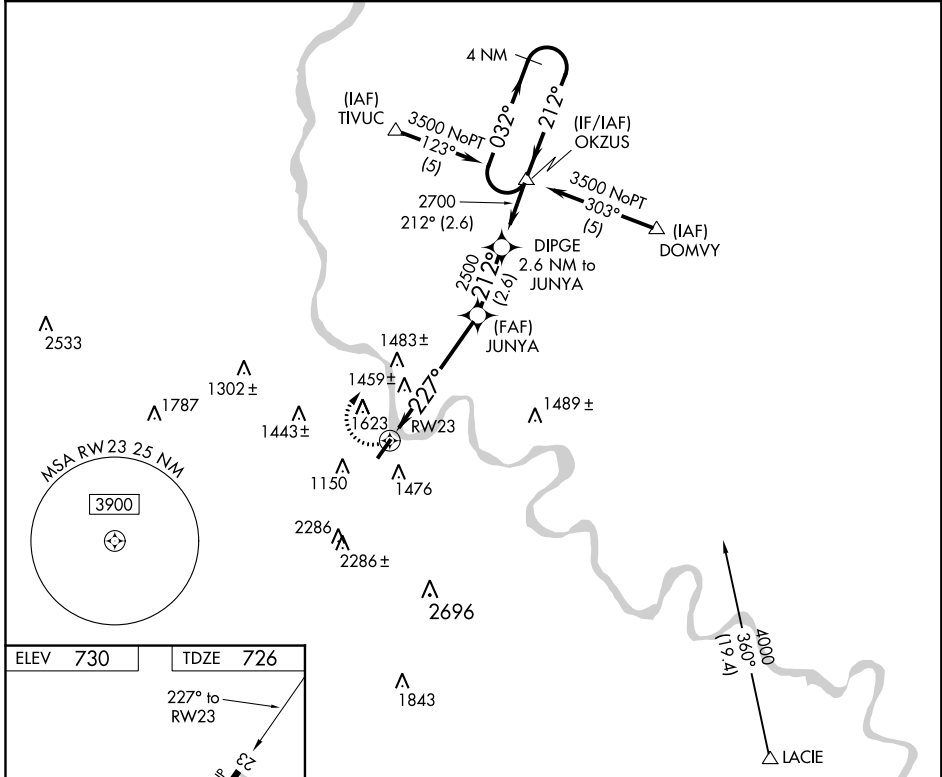 4 NM
032°
212°
(IAF)
TIVUC
3500 NoPT
123°
(5)
(IF/IAF)
OKZUS
3500 NoPT
303°
(5)
(IAF)
DOMVY
2700
212° (2.6)
DIPGE
2.6 NM to
JUNYA
2500
212°
(2.6)
(FAF)
JUNYA
2533
1483±
1302±
1459±
227°
1787
1443±
1623
RW23
1489±
MSA RW23 25 NM
3900
1150
1476
2286
2286±
2696
4000
360°
(19.4)
1843
LACIE
ELEV 730
TDZE 726
227° to
RW23
23